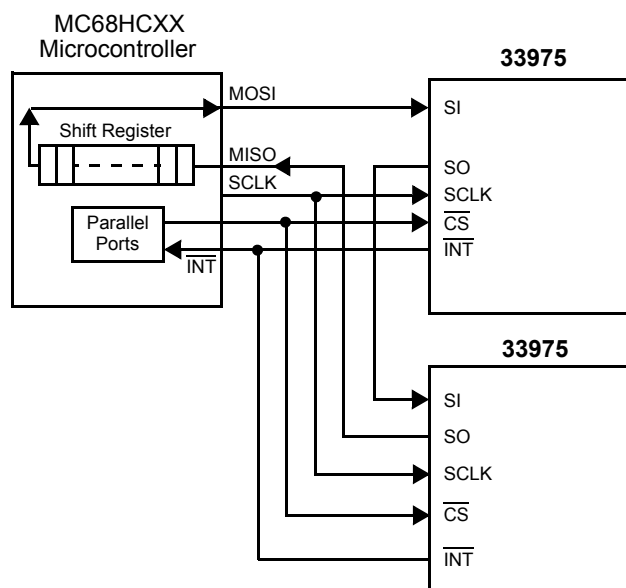 MC68HCXX
Microcontroller
33975
MOSI
SI
Shift Register
MISO
SO
SCLK
SCLK
Parallel
Ports
CS
INT
INT
33975
SI
SO
SCLK
CS
INT